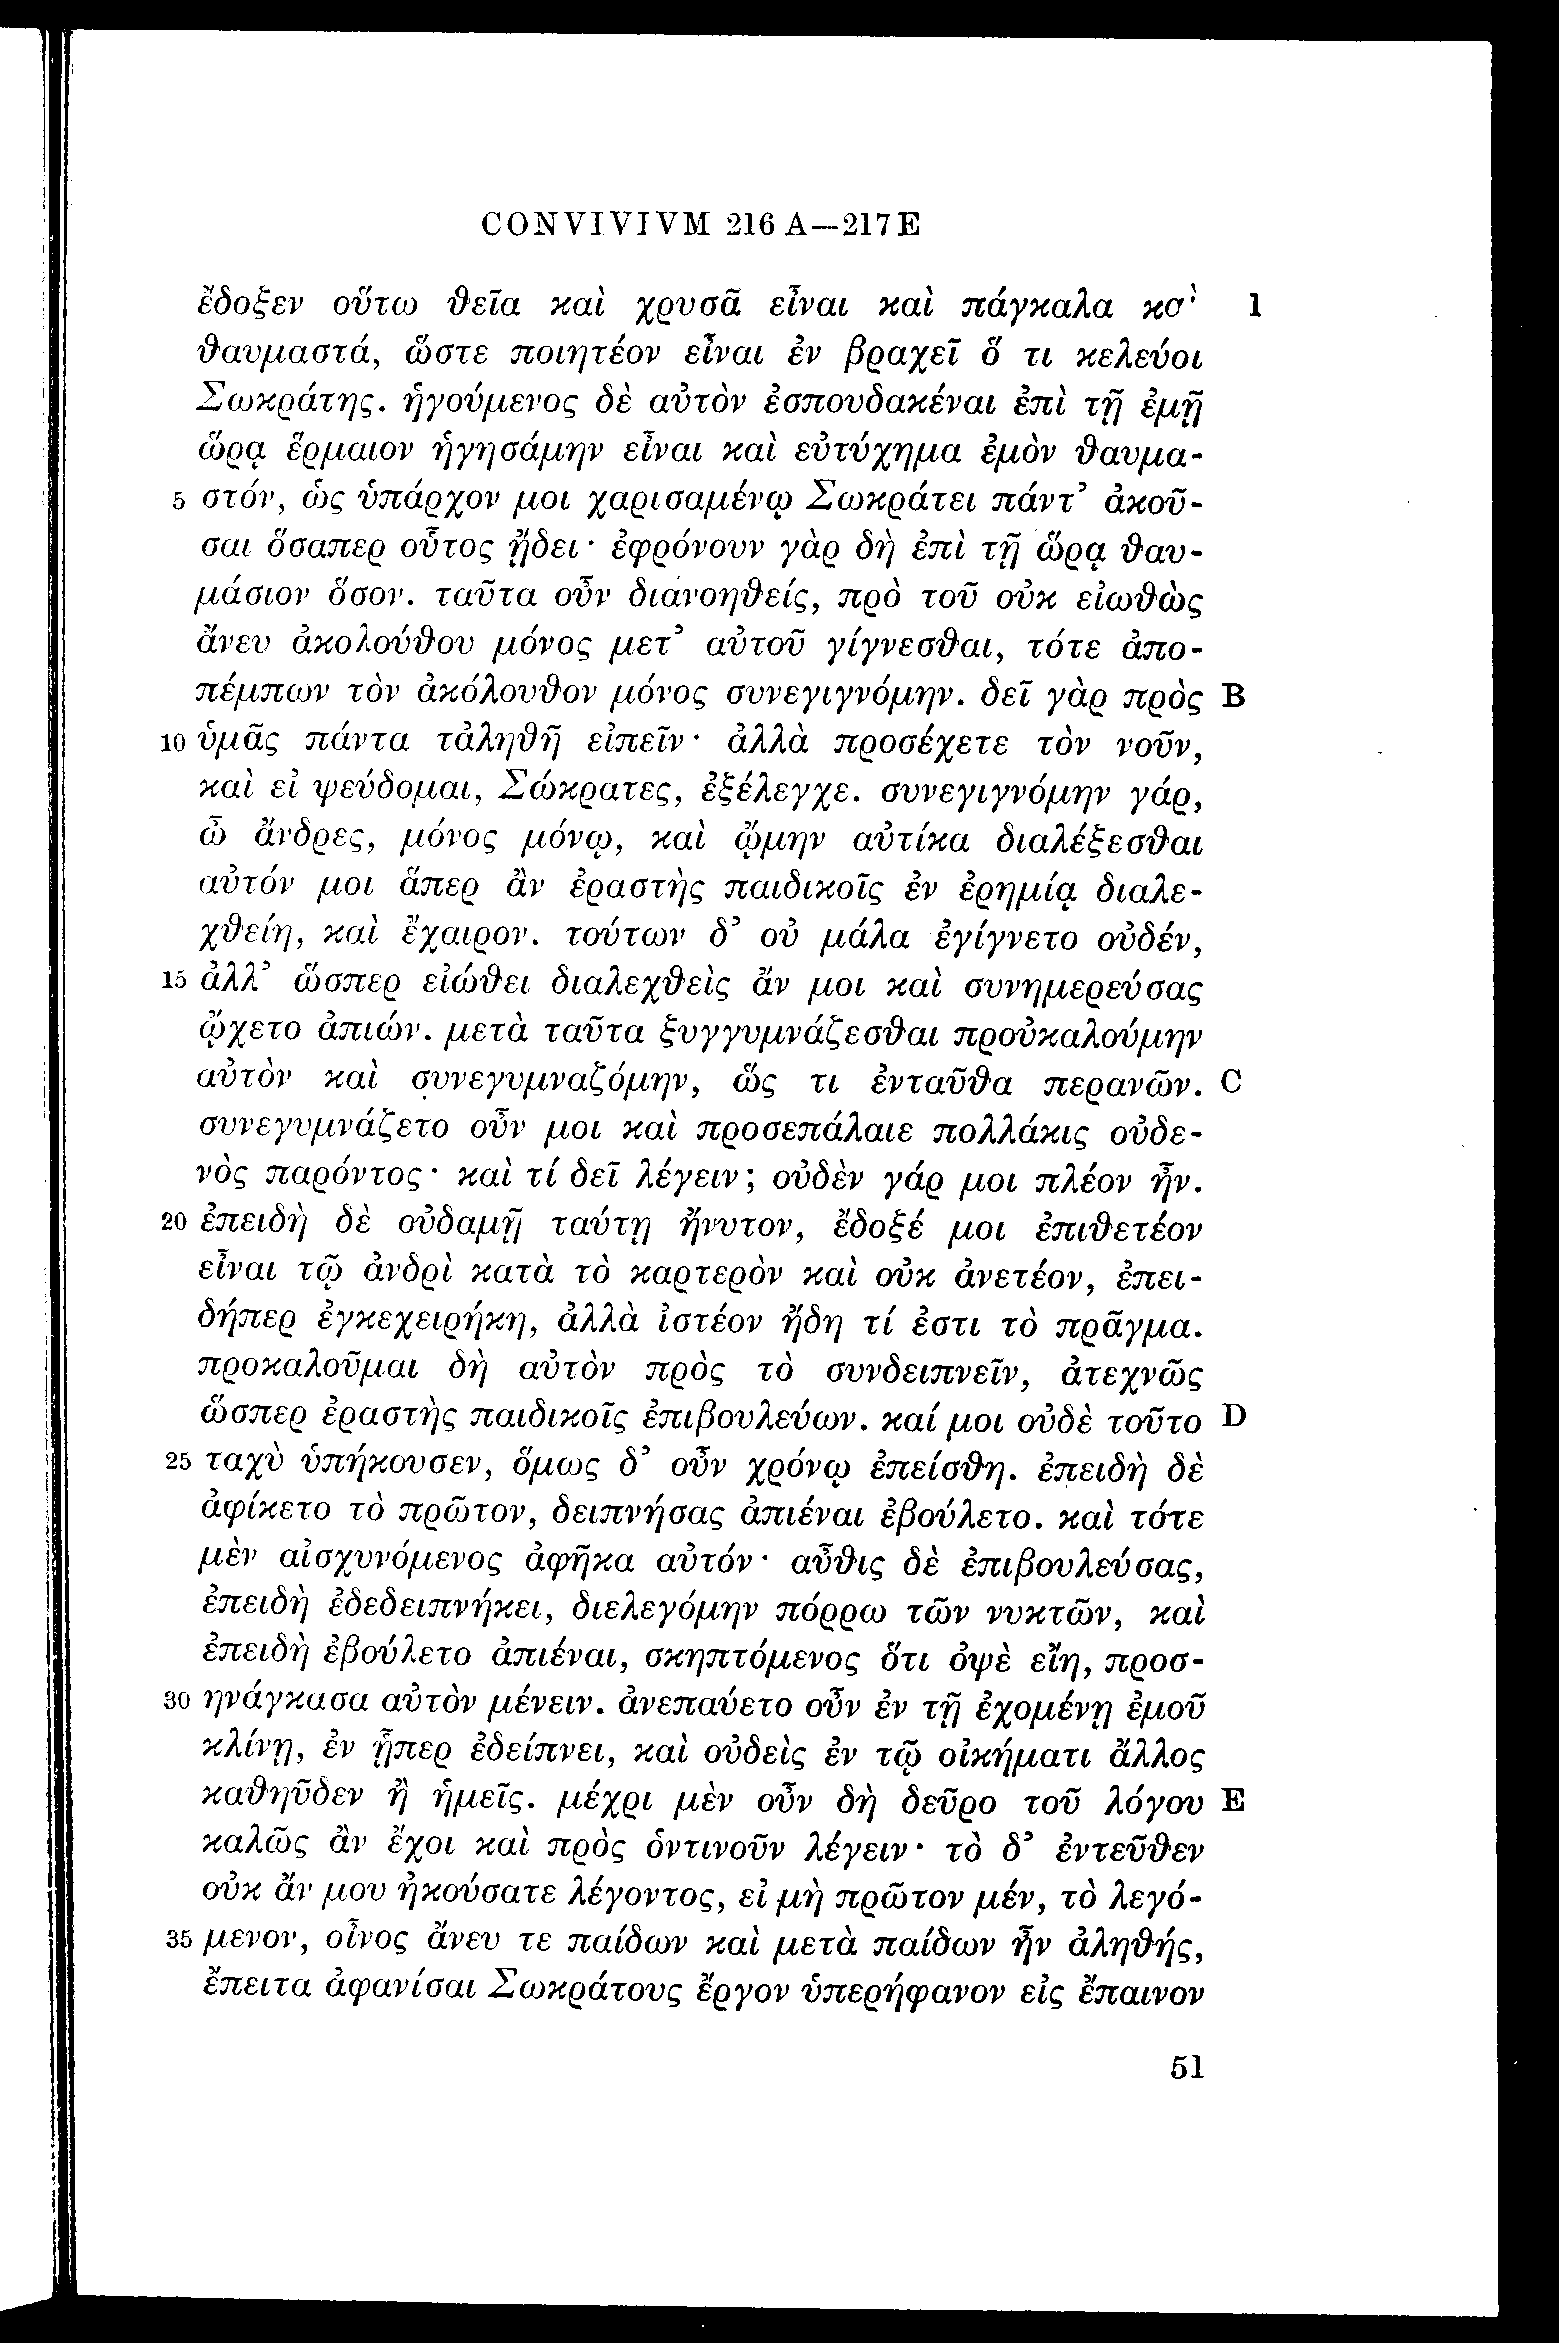 CONVIVIVM 216 A—217 E
ἔδοξεν οὕτω θεῖα καὶ χρυσᾶ εἶναι καὶ πάγκαλα 1
θαυμαστά, ὥστε ποιητέον εἶναι ἐν βραχεῖ ὅ τι κελεύοι
Σωκράτης. ἡγούμενος δὲ αὐτὸν ἐσπουδακέναι ἐπὶ τῇ ἐμῇ
ὥρᾳ ἕρμαιον ἡγησάμην εἶναι καὶ εὐτύχημα ἐμὸν θαυμα-
5 στόν, ὡς ὑπάρχον μοι χαρισαμένῳ Σωκράτει πάντ’ ἀκοῦ-
σαι ὅσαπερ οὗτος ᾔδει· ἐφρόνουν γὰρ δὴ ἐπὶ τῇ ὥρᾳ θαυ-
μάσιον ὅσον. ταῦτα οὖν διανοηθείς, πρὸ τοῦ οὐκ εἰωθὼς
ἄνευ ἀκολούθου μόνος μετ’ αὐτοῦ γίγνεσθαι, τότε ἀπο-
πέμπων τὸν ἀκόλουθον μόνος συνεγιγνόμην. δεῖ γὰρ πρὸς B
10 ὑμᾶς πάντα τἀληθῆ εἰπεῖν· ἀλλὰ προσέχετε τὸν νοῦν,
καὶ εἰ ψεύδομαι, Σώκρατες, ἐξέλεγχε. συνεγιγνόμην γάρ,
ὦ ἄνδρες, μόνος μόνῳ, καὶ ᾤμην αὐτίκα διαλέξεσθαι
αὐτόν μοι ἅπερ ἂν ἐραστὴς παιδικοῖς ἐν ἐρημίᾳ διαλε-
χθείη, καὶ ἔχαιρον. τούτων δ’ οὐ μάλα ἐγίγνετο οὐδέν,
15 ἀλλ’ ὥσπερ εἰώθει διαλεχθεὶς ἄν μοι καὶ συνημερεύσας
ᾤχετο ἀπιών. μετὰ ταῦτα ξυγγυμνάζεσθαι προὐκαλούμην
αὐτὸν καὶ συνεγυμναζόμην, ὥς τι ἐνταῦθα περανῶν. C
συνεγυμνάζετο οὖν μοι καὶ προσεπάλαιε πολλάκις οὐδε-
νὸς παρόντος· καὶ τί δεῖ λέγειν; οὐδὲν γάρ μοι πλέον ἦν.
20 ἐπειδὴ δὲ οὐδαμῇ ταύτῃ ἤνυτον, ἔδοξέ μοι ἐπιθετέον
εἶναι τῷ ἀνδρὶ κατὰ τὸ καρτερὸν καὶ οὐκ ἀνετέον, ἐπει-
δήπερ ἐγκεχειρήκη, ἀλλὰ ἰστέον ἤδη τί ἐστι τὸ πρᾶγμα.
προκαλοῦμαι δὴ αὐτὸν πρὸς τὸ συνδειπνεῖν, ἀτεχνῶς
ὥσπερ ἐραστὴς παιδικοῖς ἐπιβουλεύων. καί μοι οὐδὲ τοῦτο D
25 ταχὺ ὑπήκουσεν, ὅμως δ’ οὖν χρόνῳ ἐπείσθη. ἐπειδὴ δὲ
ἀφίκετο τὸ πρῶτον, δειπνήσας ἀπιέναι ἐβούλετο. καὶ τότε
μὲν αἰσχυνόμενος ἀφῆκα αὐτόν· αὖθις δὲ ἐπιβουλεύσας,
ἐπειδὴ ἐδεδειπνήκει, διελεγόμην πόρρω τῶν νυκτῶν, καὶ
ἐπειδὴ ἐβούλετο ἀπιέναι, σκηπτόμενος ὅτι ὀψὲ εἴη, προσ-
30 ηνάγκασα αὐτὸν μένειν. ἀνεπαύετο οὖν ἐν τῇ ἐχομένῃ ἐμοῦ
κλίνῃ, ἐν ᾗπερ ἐδείπνει, καὶ οὐδεὶς ἐν τῷ οἰκήματι ἄλλος
καθηῦδεν ἢ ἡμεῖς. μέχρι μὲν οὖν δὴ δεῦρο τοῦ λόγου E
καλῶς ἂν ἔχοι καὶ πρὸς ὁντινοῦν λέγειν· τὸ δ’ ἐντεῦθεν
οὐκ ἄν μου ἠκούσατε λέγοντος, εἰ μὴ πρῶτον μέν, τὸ λεγό-
35 μενον, οἶνος ἄνευ τε παίδων καὶ μετὰ παίδων ἦν ἀληθής,
ἔπειτα ἀφανίσαι Σωκράτους ἔργον ὑπερήφανον εἰς ἔπαινον
51